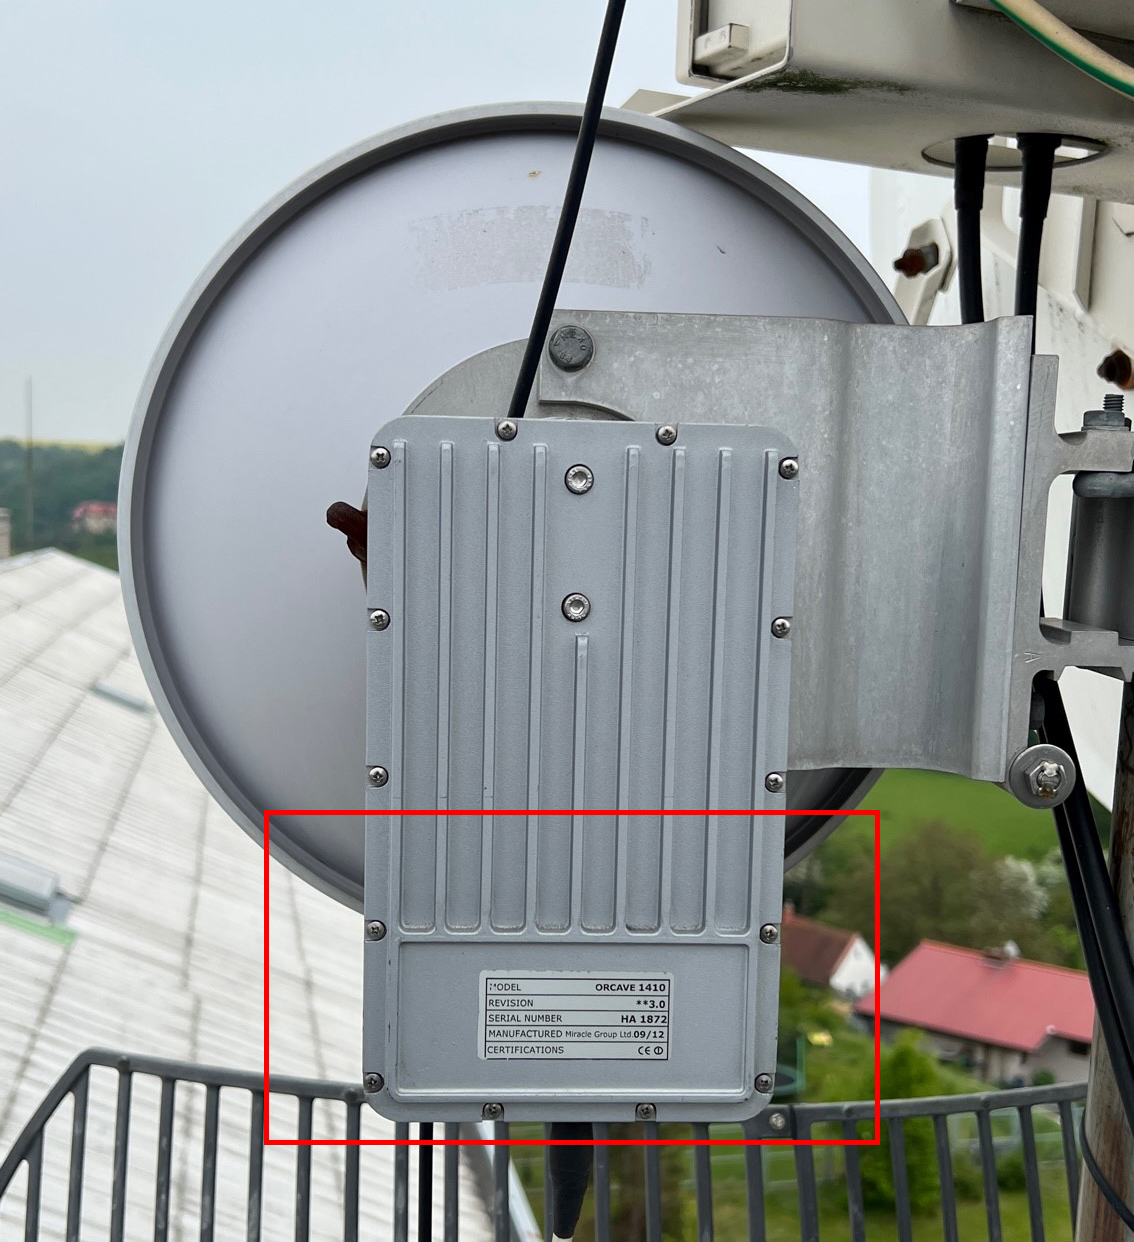 MODEL ORCAVE 1410
REVISION **3.0
SERIAL NUMBER HA 1872
MANUFACTURED Miracle Group Ltd. 09/12
CERTIFICATIONS CE